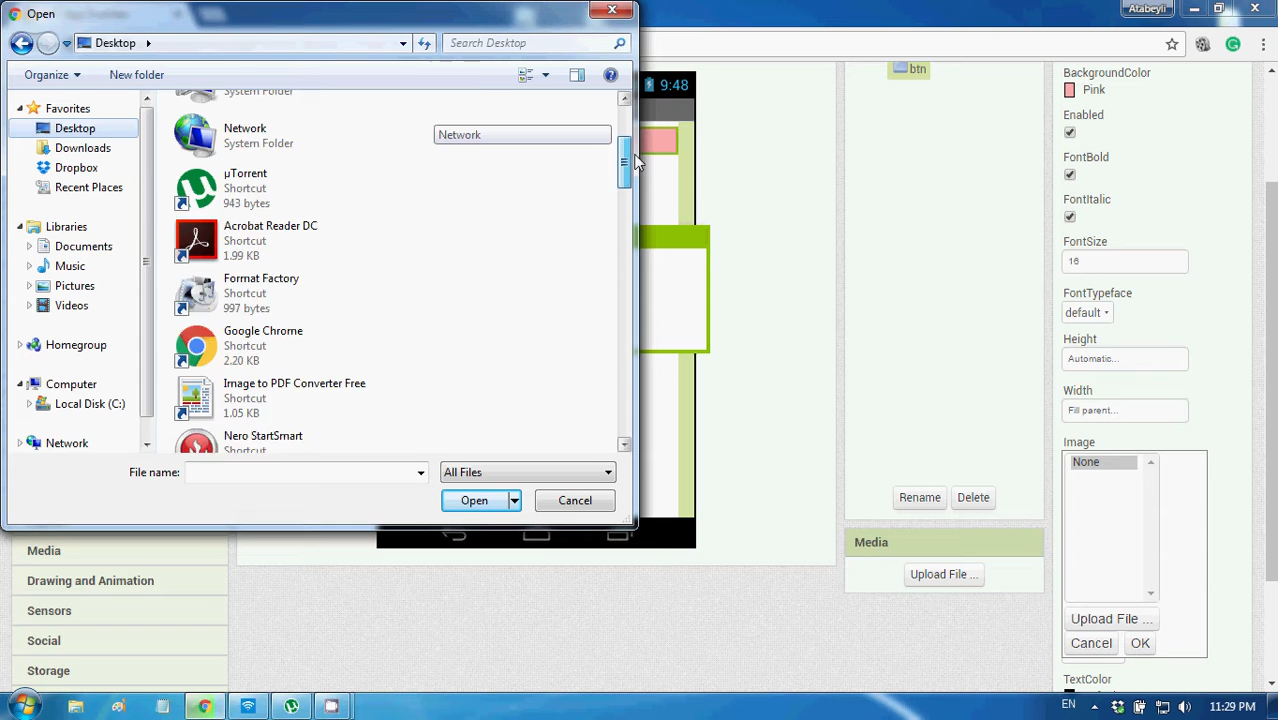 Open
Atabeyli
Desktop
Search Desktop
Organize
New folder
Favorites
Desktop
Downloads
Dropbox
Recent Places
Libraries
Documents
Music
Pictures
Videos
Homegroup
Computer
Local Disk (C:)
Network
System Folder
Network
System Folder
Network
µTorrent
Shortcut
943 bytes
Acrobat Reader DC
Shortcut
1.99 KB
Format Factory
Shortcut
997 bytes
Google Chrome
Shortcut
2.20 KB
Image to PDF Converter Free
Shortcut
1.05 KB
Nero StartSmart
Shortcut
File name:
All Files
Open
Cancel
9:48
btn
Rename
Delete
Media
Upload File ...
BackgroundColor
Pink
Enabled
FontBold
FontItalic
FontSize
16
FontTypeface
default
Height
Automatic...
Width
Fill parent...
Image
None
Upload File ...
Cancel
OK
TextColor
Media
Drawing and Animation
Sensors
Social
Storage
EN
11:29 PM